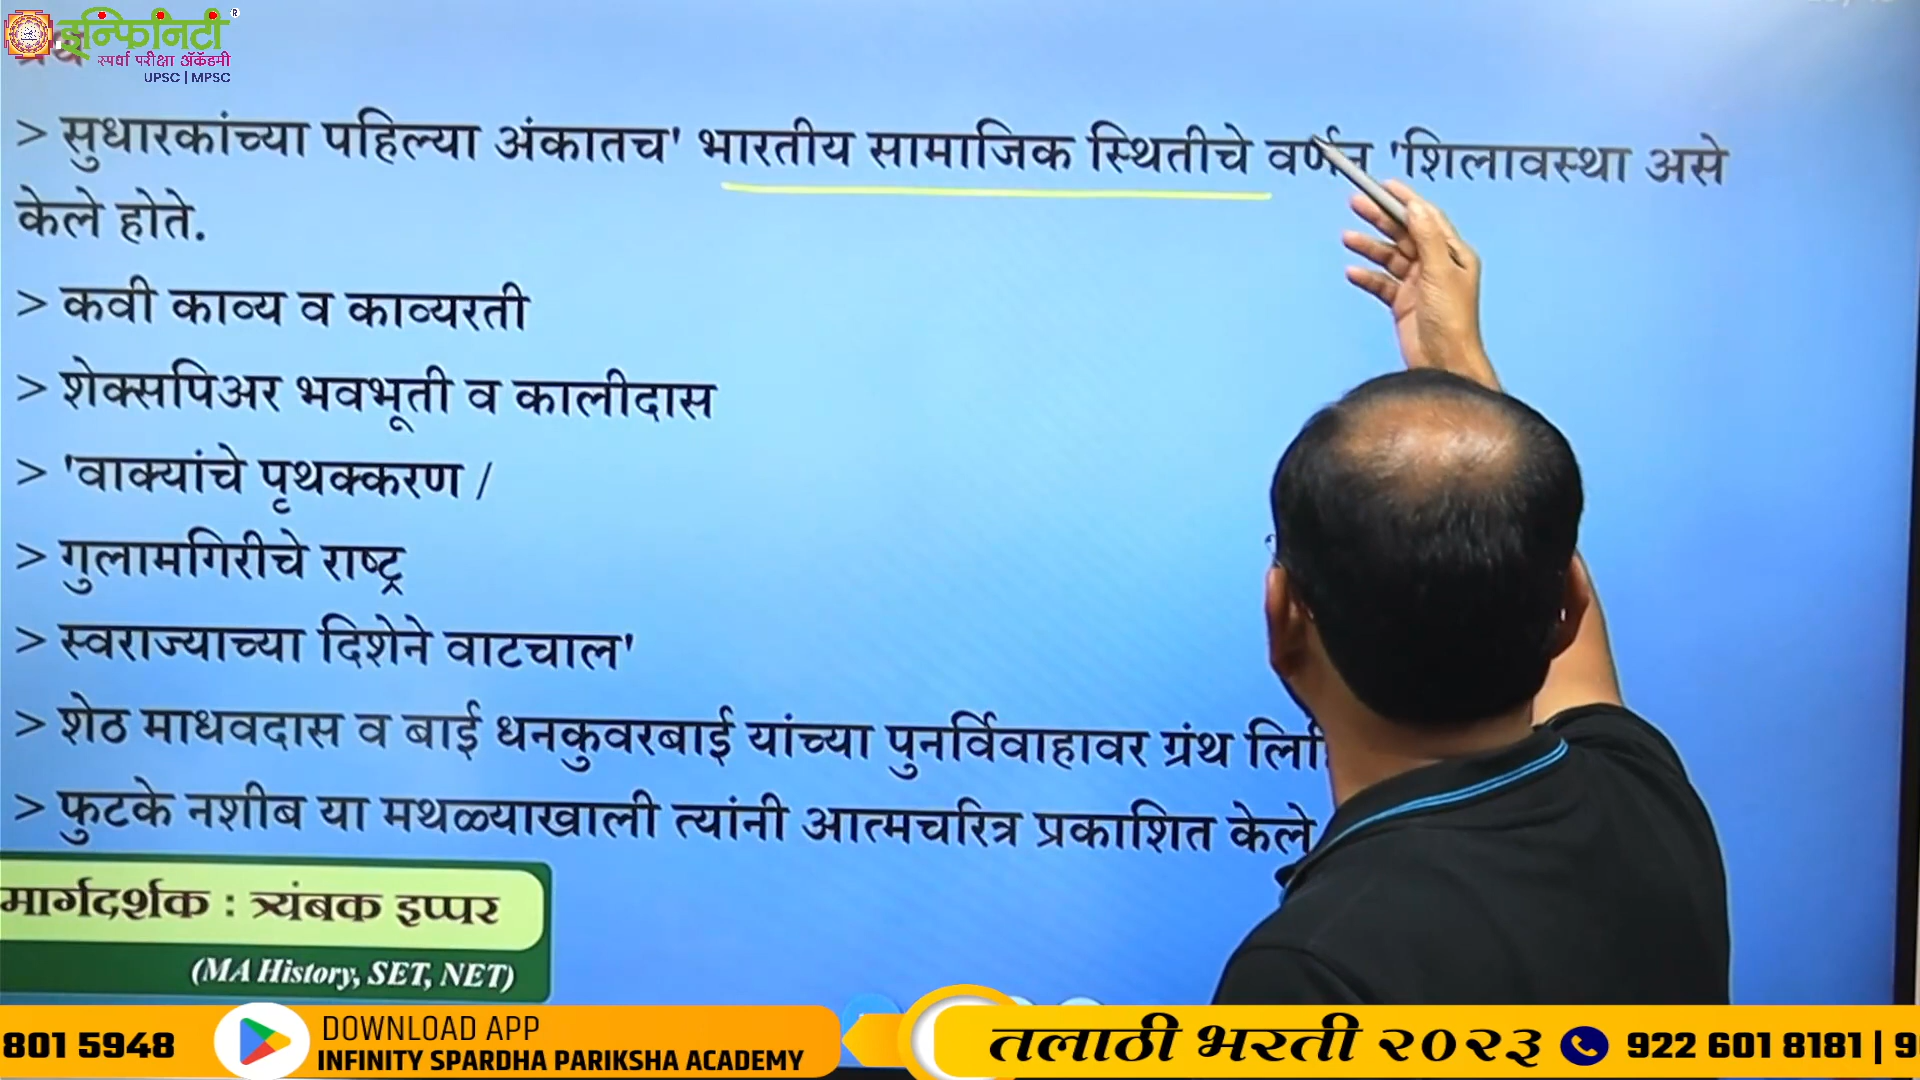 इन्फिनिटी
स्पर्धा परीक्षा ॲकॅडमी
UPSC | MPSC
> सुधारकांच्या पहिल्या अंकातच' भारतीय सामाजिक स्थितीचे वर्णन 'शिलावस्था असे
केले होते.
> कवी काव्य व काव्यरती
> शेक्सपिअर भवभूती व कालीदास
> 'वाक्यांचे पृथक्करण /
> गुलामगिरीचे राष्ट्र
> स्वराज्याच्या दिशेने वाटचाल'
> शेठ माधवदास व बाई धनकुवरबाई यांच्या पुनर्विवाहावर ग्रंथ
> फुटके नशीब या मथळ्याखाली त्यांनी आत्मचरित्र प्रकाशित केले
मार्गदर्शक : त्र्यंबक इप्पर
(MA History, SET, NET)
801 5948
DOWNLOAD APP
INFINITY SPARDHA PARIKSHA ACADEMY
तलाठी भरती २०२३
922 601 8181 | 9